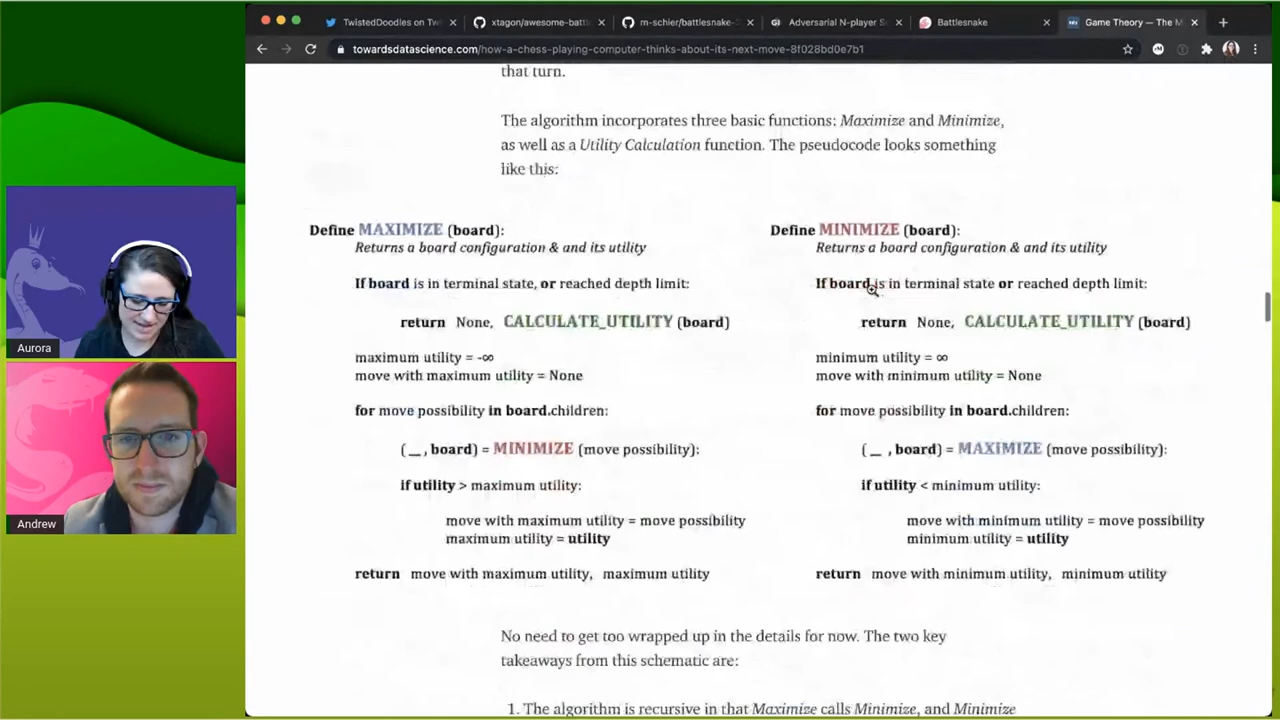 TwistedDoodles on Twe
xtagon/awesome-battl
m-schier/battlesnake-
Adversarial N-player Se
Battlesnake
Game Theory — The M
towardsdatascience.com/how-a-chess-playing-computer-thinks-about-its-next-move-8f028bd0e7b1
that turn.
The algorithm incorporates three basic functions: Maximize and Minimize,
as well as a Utility Calculation function. The pseudocode looks something
like this:
Define MAXIMIZE (board):
Returns a board configuration & and its utility
If board is in terminal state, or reached depth limit:
return None, CALCULATE_UTILITY (board)
maximum utility = -∞
move with maximum utility = None
for move possibility in board.children:
( _ , board) = MINIMIZE (move possibility):
if utility > maximum utility:
move with maximum utility = move possibility
maximum utility = utility
return move with maximum utility, maximum utility
Define MINIMIZE (board):
Returns a board configuration & and its utility
If board is in terminal state or reached depth limit:
return None, CALCULATE_UTILITY (board)
minimum utility = ∞
move with minimum utility = None
for move possibility in board.children:
( _ , board) = MAXIMIZE (move possibility):
if utility < minimum utility:
move with minimum utility = move possibility
minimum utility = utility
return move with minimum utility, minimum utility
No need to get too wrapped up in the details for now. The two key
takeaways from this schematic are:
1. The algorithm is recursive in that Maximize calls Minimize, and Minimize
Aurora
Andrew